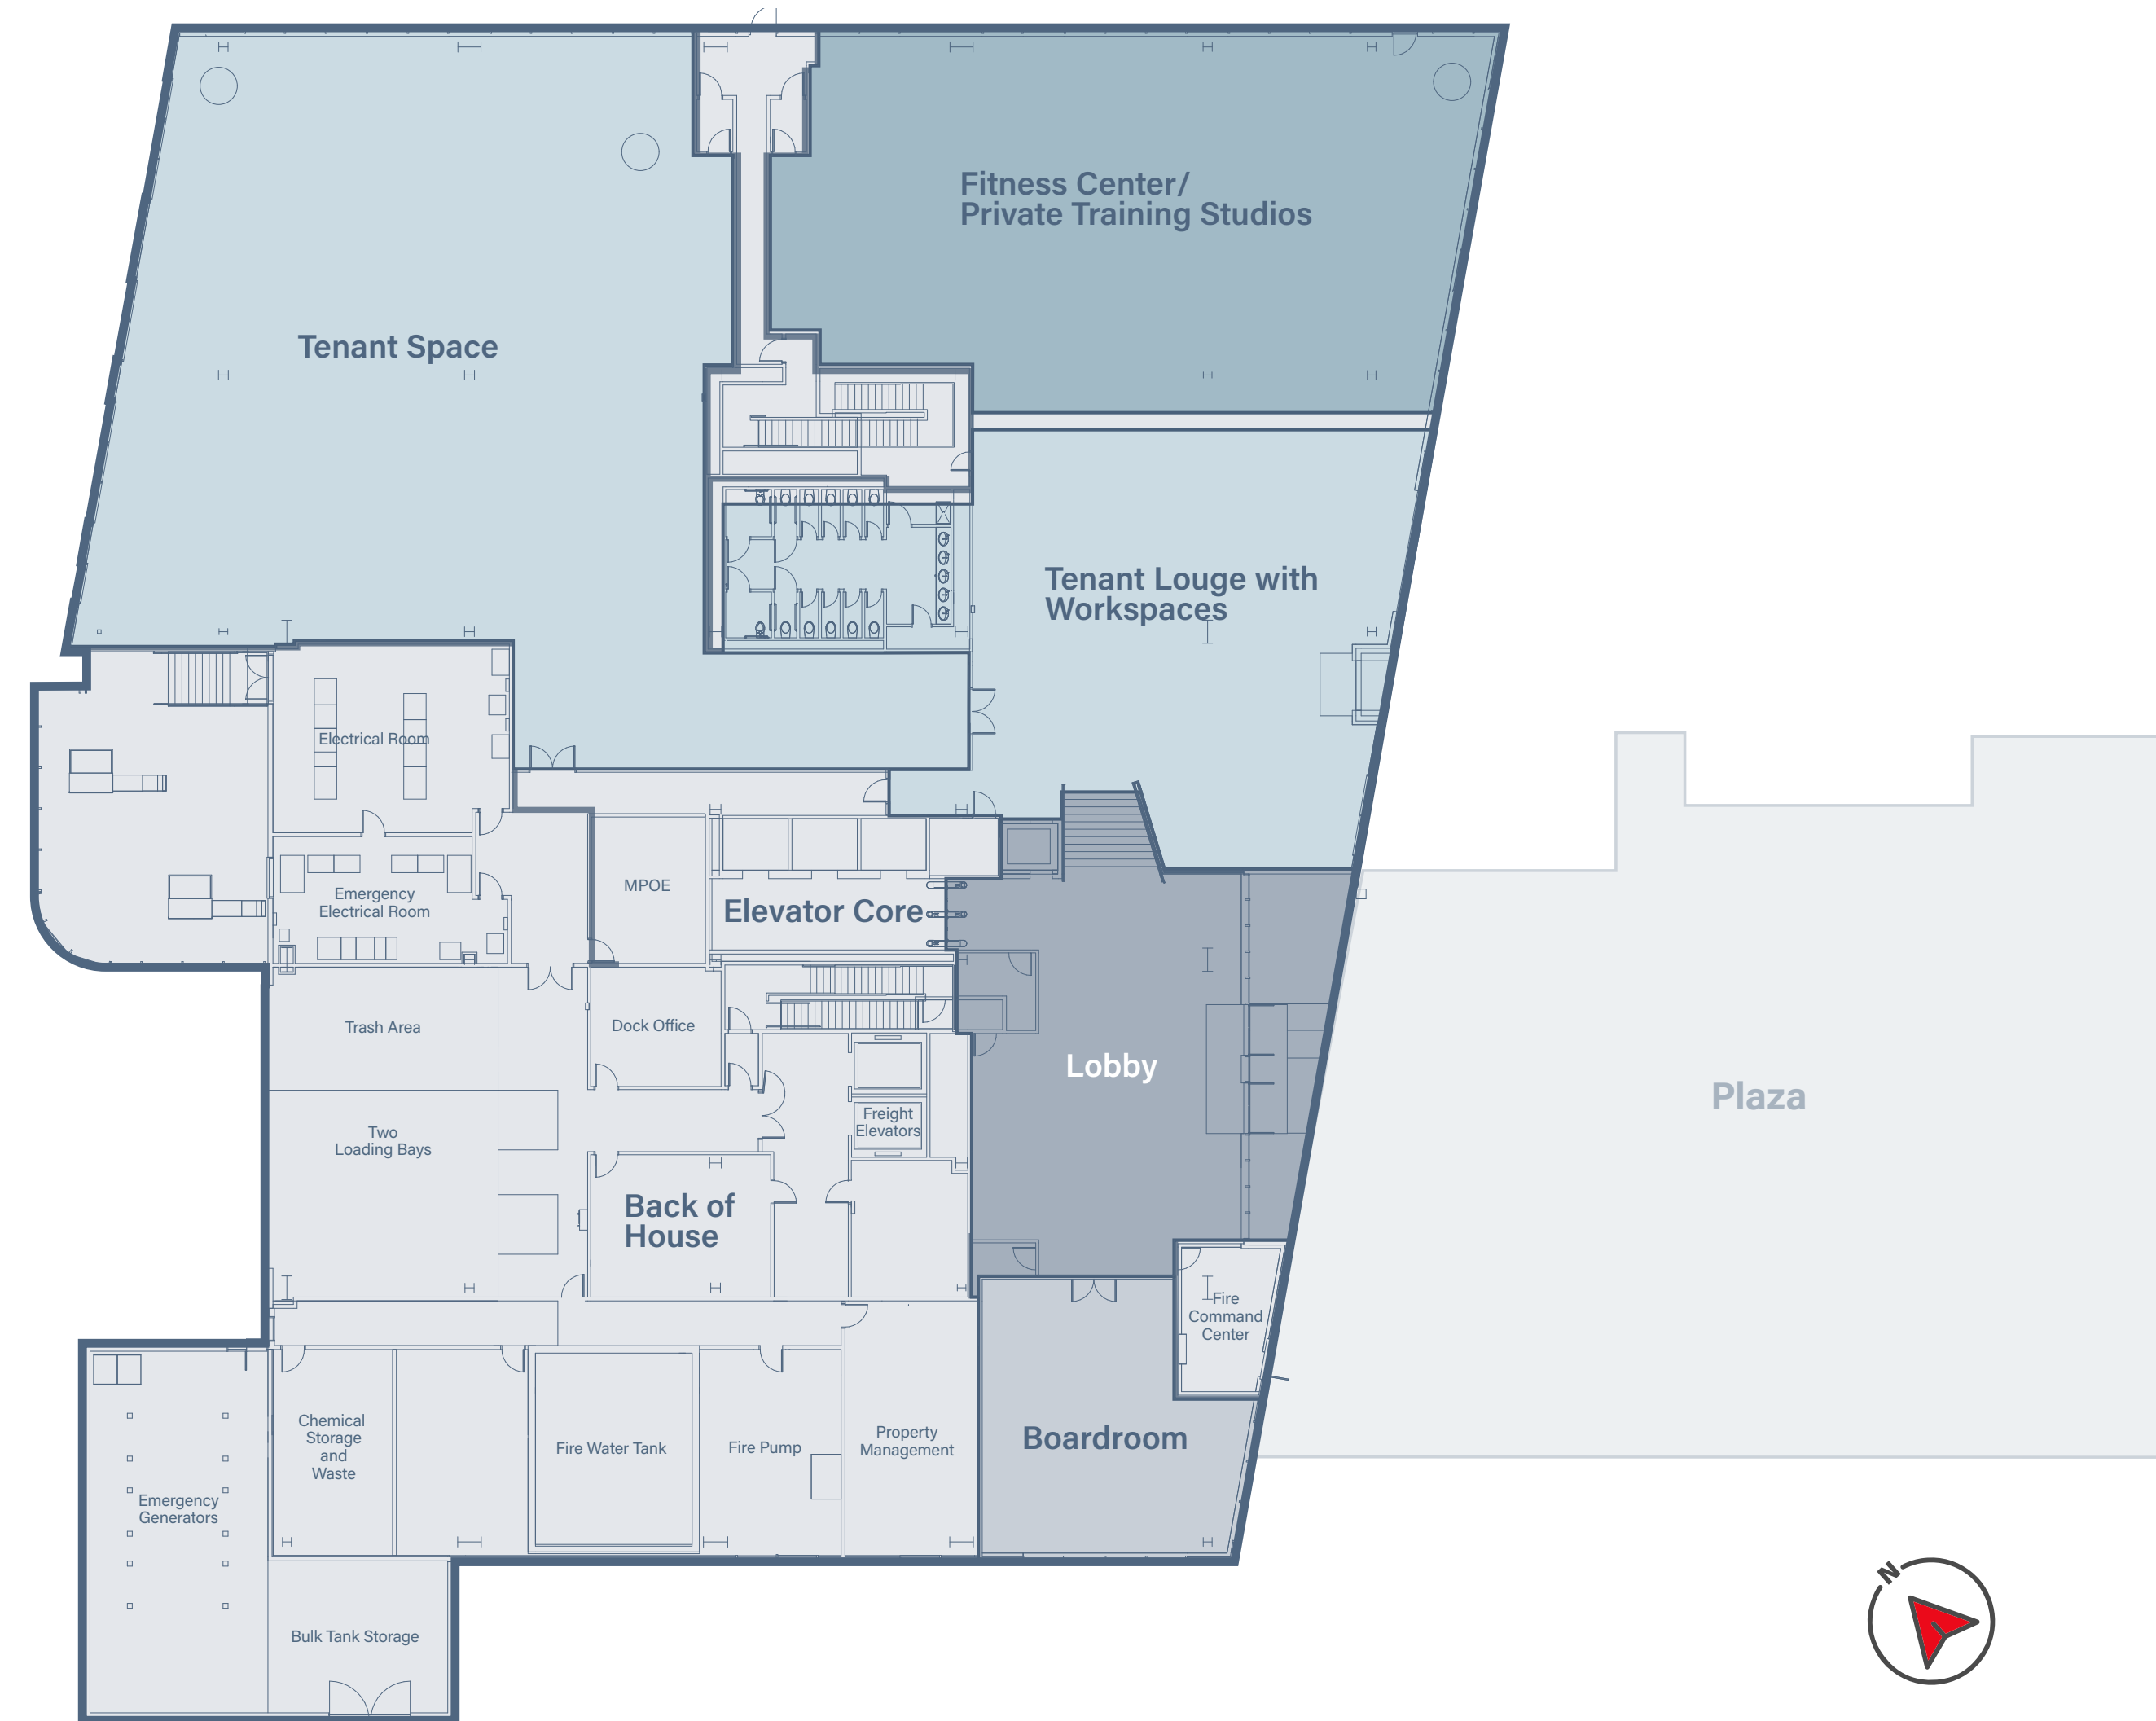 Fitness Center/
Private Training Studios
Tenant Space
Tenant Louge with
Workspaces
Electrical Room
Emergency
Electrical Room
MPOE
Elevator Core
Trash Area
Dock Office
Lobby
Plaza
Two
Loading Bays
Freight
Elevators
Back of
House
Fire
Command
Center
Chemical
Storage
and
Waste
Fire Water Tank
Fire Pump
Property
Management
Boardroom
Emergency
Generators
Bulk Tank Storage
N